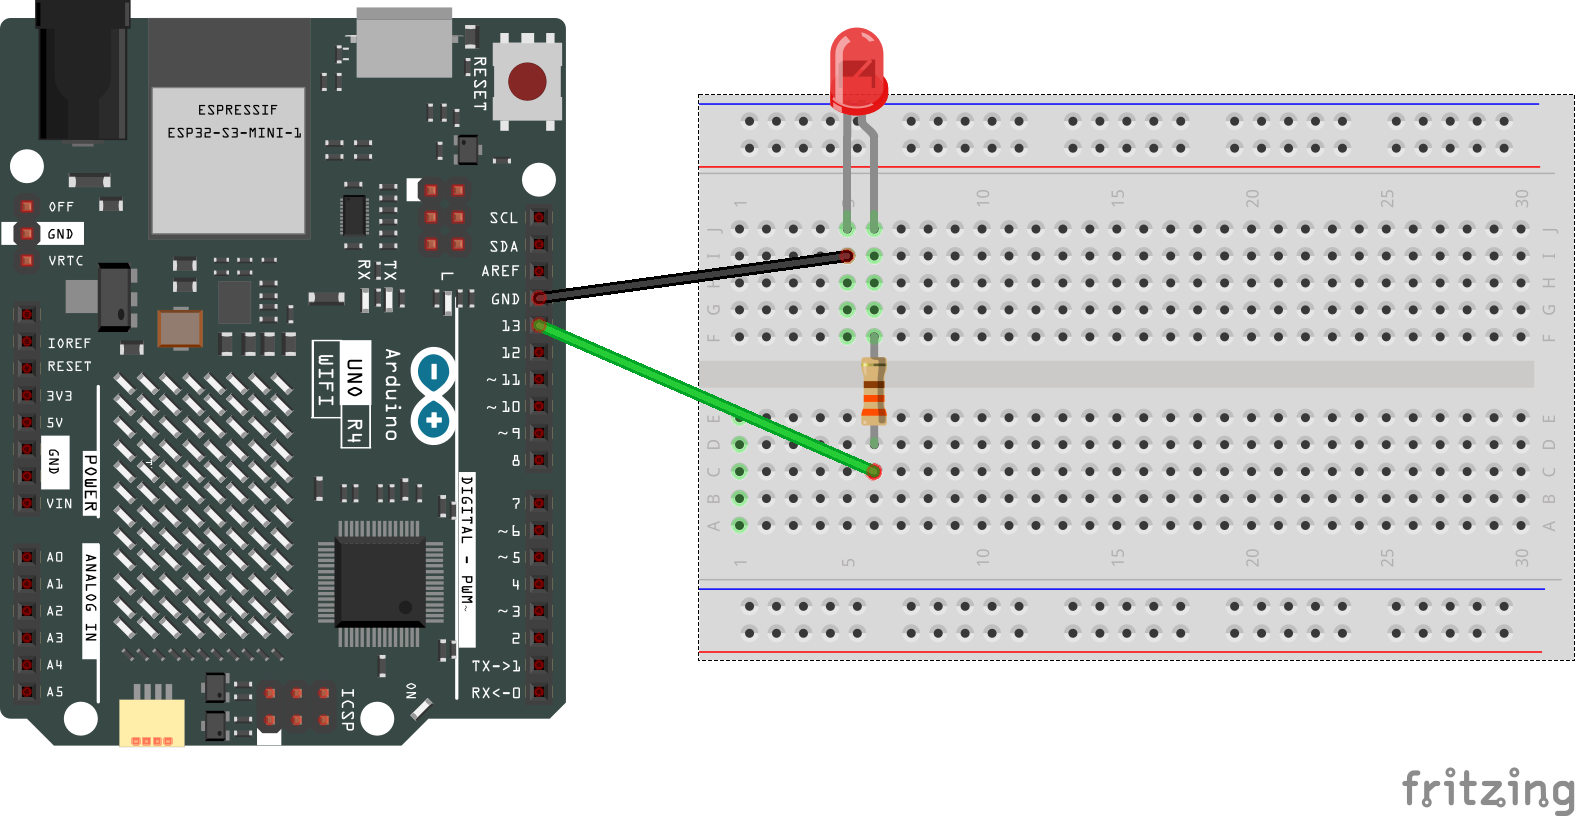 ESPRESSIF
ESP32-S3-MINI-1
RESET
OFF
GND
VRTC
IOREF
RESET
3V3
5V
GND
VIN
POWER
A0
A1
A2
A3
A4
A5
ANALOG IN
RX
TX
L
WIFI
UNO
R4
Arduino
SCL
SDA
AREF
GND
13
12
~11
~10
~9
8
7
~6
~5
4
~3
2
TX->1
RX<-0
DIGITAL - PWM~
ICSP
ON
1 5 10 15 20 25 30
J J
I I
H H
G G
F F
E E
D D
C C
B B
A A
1 5 10 15 20 25 30
fritzing